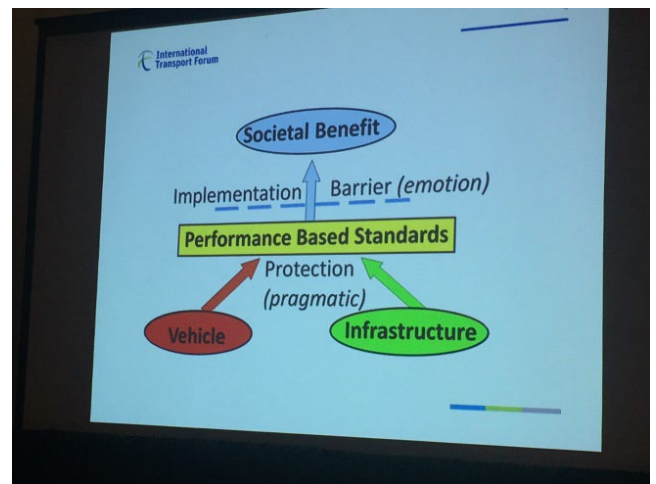 International
Transport Forum
Societal Benefit
Implementation Barrier (emotion)
Performance Based Standards
Protection
(pragmatic)
Vehicle
Infrastructure